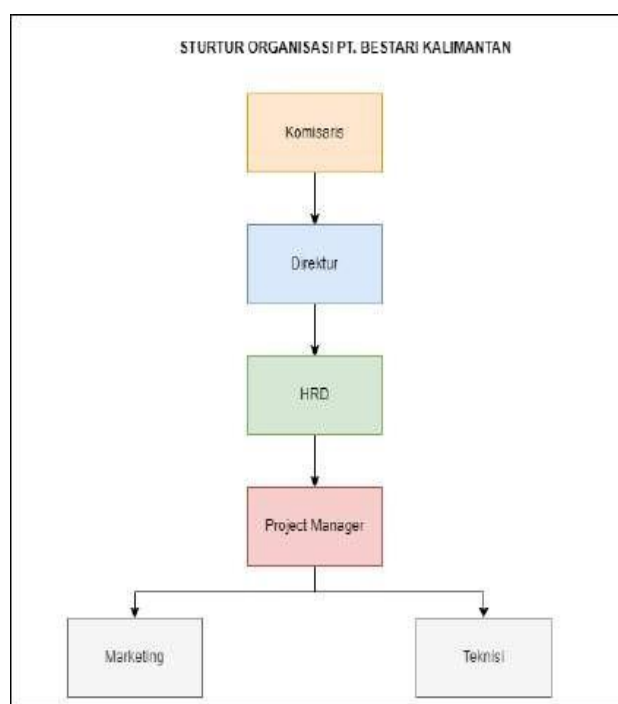 STURTUR ORGANISASI PT. BESTARI KALIMANTAN
Komisaris
Direktur
HRD
Project Manager
Marketing
Teknisi